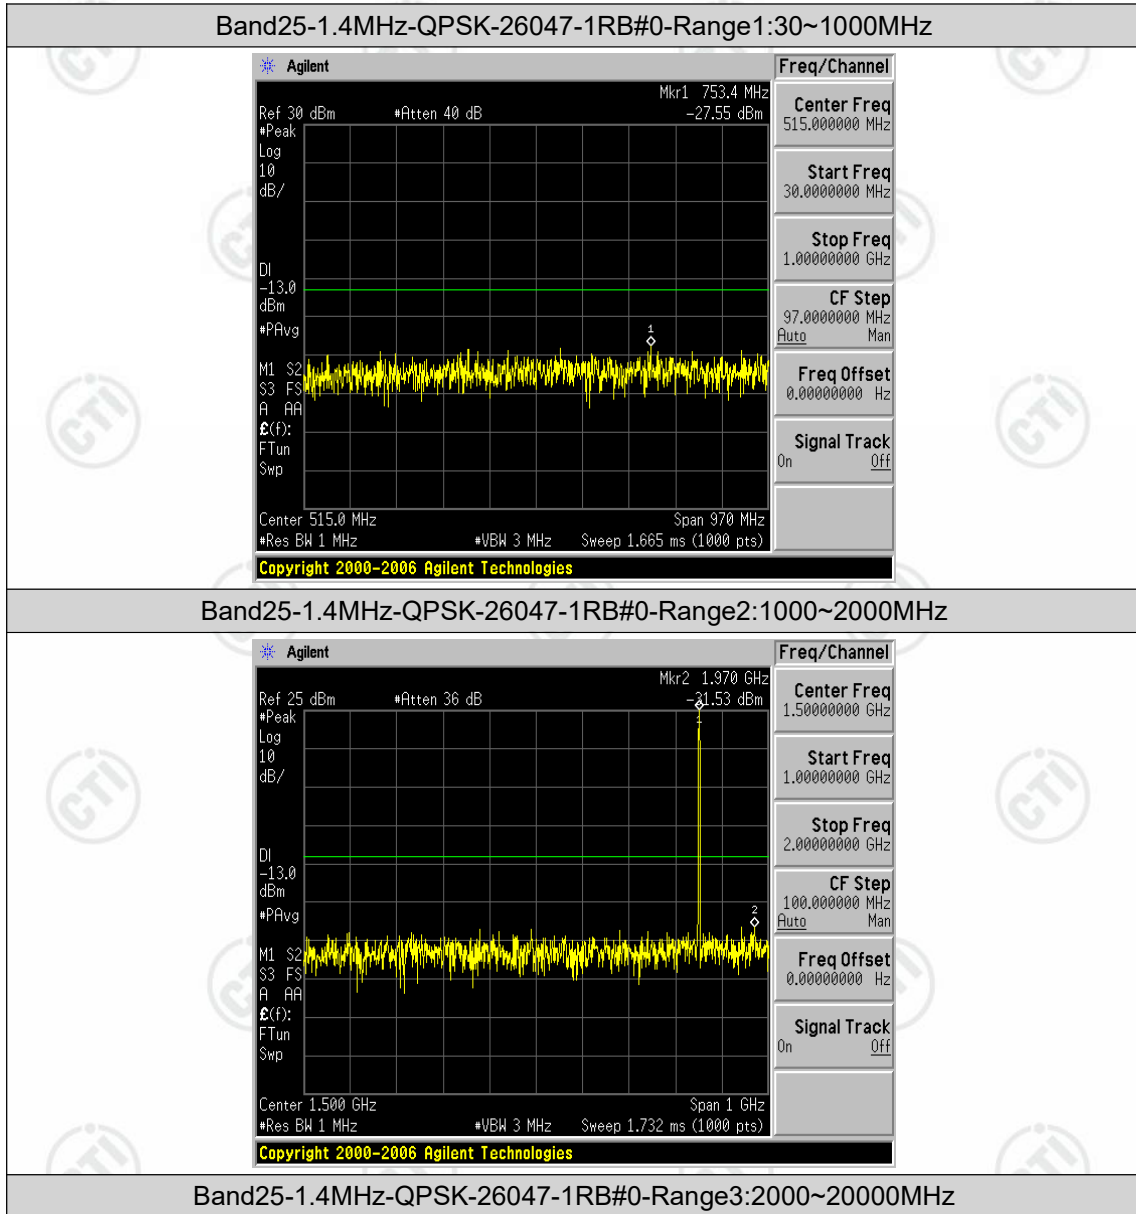 Band25-1.4MHz-QPSK-26047-1RB#0-Range1:30~1000MHz
Agilent
Freq/Channel
Mkr1 753.4 MHz
Ref 30 dBm #Atten 40 dB -27.55 dBm
#Peak
Log
10
dB/
DI
-13.0
dBm
#PAvg
1
M1 S2
S3 FS
A AA
£(f):
FTun
Swp
Center 515.0 MHz Span 970 MHz
#Res BW 1 MHz #VBW 3 MHz Sweep 1.665 ms (1000 pts)
Copyright 2000-2006 Agilent Technologies
Center Freq
515.000000 MHz
Start Freq
30.0000000 MHz
Stop Freq
1.00000000 GHz
CF Step
97.0000000 MHz
Auto Man
Freq Offset
0.00000000 Hz
Signal Track
On Off
Band25-1.4MHz-QPSK-26047-1RB#0-Range2:1000~2000MHz
Agilent
Freq/Channel
Mkr2 1.970 GHz
Ref 25 dBm #Atten 36 dB -31.53 dBm
#Peak
Log
10
dB/
1
DI
-13.0
dBm
#PAvg
2
M1 S2
S3 FS
A AA
£(f):
FTun
Swp
Center 1.500 GHz Span 1 GHz
#Res BW 1 MHz #VBW 3 MHz Sweep 1.732 ms (1000 pts)
Copyright 2000-2006 Agilent Technologies
Center Freq
1.50000000 GHz
Start Freq
1.00000000 GHz
Stop Freq
2.00000000 GHz
CF Step
100.000000 MHz
Auto Man
Freq Offset
0.00000000 Hz
Signal Track
On Off
Band25-1.4MHz-QPSK-26047-1RB#0-Range3:2000~20000MHz
CTI
CTI
CTI
CTI
CTI
CTI